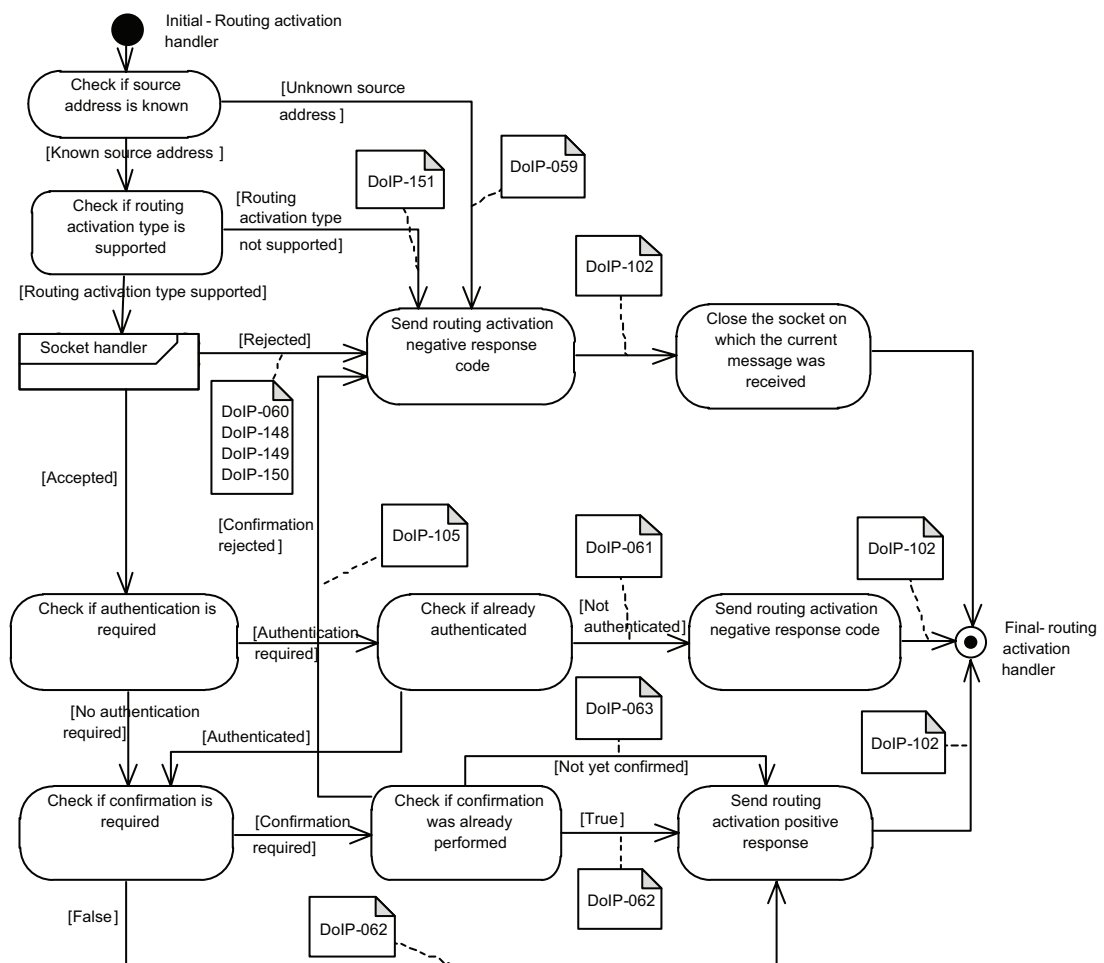 Initial - Routing activation
handler
Check if source
address is known
[Unknown source
address ]
[Known source address ]
DoIP-151
DoIP-059
Check if routing
activation type is
supported
[Routing
activation type
not supported]
DoIP-102
[Routing activation type supported]
Socket handler
[Rejected]
Send routing activation
negative response
code
Close the socket on
which the current
message was
received
DoIP-060
DoIP-148
DoIP-149
DoIP-150
[Accepted]
[Confirmation
rejected ]
DoIP-105
DoIP-061
DoIP-102
Check if authentication is
required
[Authentication
required]
Check if already
authenticated
[Not
authenticated]
Send routing activation
negative response code
Final- routing
activation
handler
[No authentication
required]
[Authenticated]
DoIP-063
DoIP-102
[Not yet confirmed]
Check if confirmation is
required
[Confirmation
required]
Check if confirmation
was already
performed
[True ]
Send routing
activation positive
response
DoIP-062
[False ]
DoIP-062